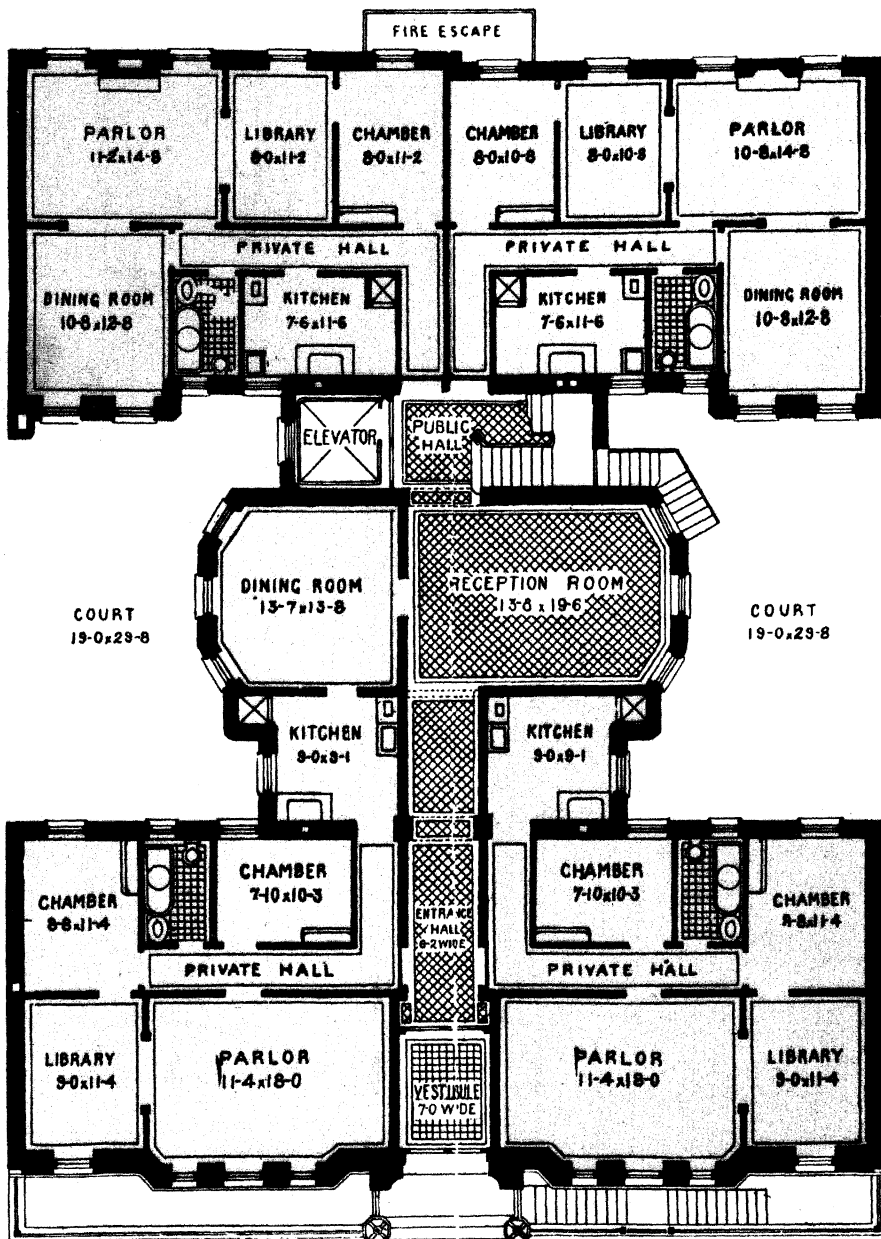 FIRE ESCAPE
PARLOR
11-2x14-8
LIBRARY
8-0x11-2
CHAMBER
8-0x11-2
CHAMBER
8-0x10-8
LIBRARY
8-0x10-8
PARLOR
10-8x14-8
PRIVATE HALL
PRIVATE HALL
DINING ROOM
10-8x12-8
KITCHEN
7-6x11-6
KITCHEN
7-6x11-6
DINING ROOM
10-8x12-8
ELEVATOR
PUBLIC
HALL
DINING ROOM
13-7x13-8
RECEPTION ROOM
13-8 x 19-6
COURT
19-0x29-8
COURT
19-0x29-8
KITCHEN
9-0x9-1
KITCHEN
9-0x9-1
CHAMBER
8-8x11-4
CHAMBER
7-10x10-3
ENTRANCE
HALL
6-2 WIDE
CHAMBER
7-10x10-3
CHAMBER
8-8x11-4
PRIVATE HALL
PRIVATE HALL
LIBRARY
9-0x11-4
PARLOR
11-4x18-0
VESTIBULE
7-0 WIDE
PARLOR
11-4x18-0
LIBRARY
9-0x11-4